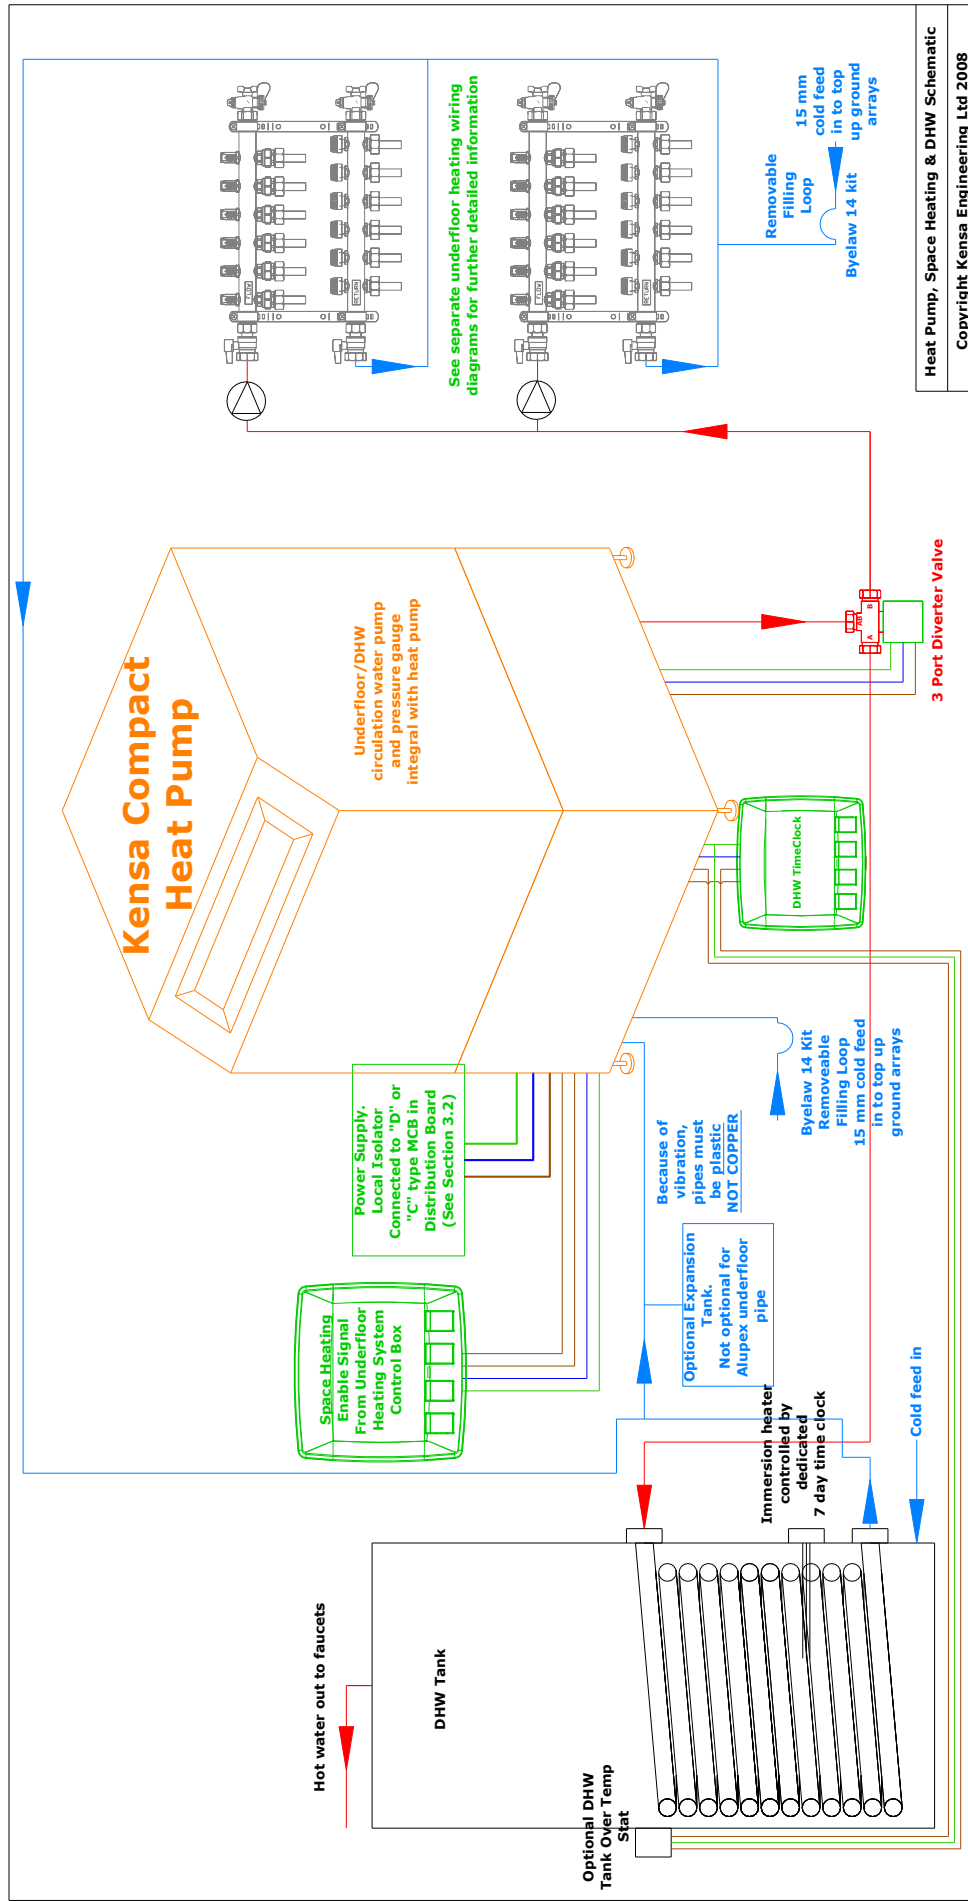 Hot water out to faucets
DHW Tank
Optional DHW
Tank Over Temp
Stat
Immersion heater
controlled by
dedicated
7 day time clock
Cold feed in
Space Heating
Enable Signal
From Underfloor
Heating System
Control Box
Power Supply.
Local Isolator
Connected to "D" or
"C" type MCB in
Distribution Board
(See Section 3.2)
Optional Expansion
Tank.
Not optional for
Alupex underfloor
pipe
Because of
vibration,
pipes must
be plastic
NOT COPPER
Byelaw 14 Kit
Removeable
Filling Loop
15 mm cold feed
in to top up
ground arrays
Kensa Compact
Heat Pump
Underfloor/DHW
circulation water pump
and pressure gauge
integral with heat pump
DHW TimeClock
3 Port Diverter Valve
A
AB
B
FLOW
RETURN
See separate underfloor heating wiring
diagrams for further detailed information
FLOW
RETURN
Removable
Filling
Loop
15 mm
cold feed
in to top
up ground
arrays
Byelaw 14 kit
Heat Pump, Space Heating & DHW Schematic
Copyright Kensa Engineering Ltd 2008